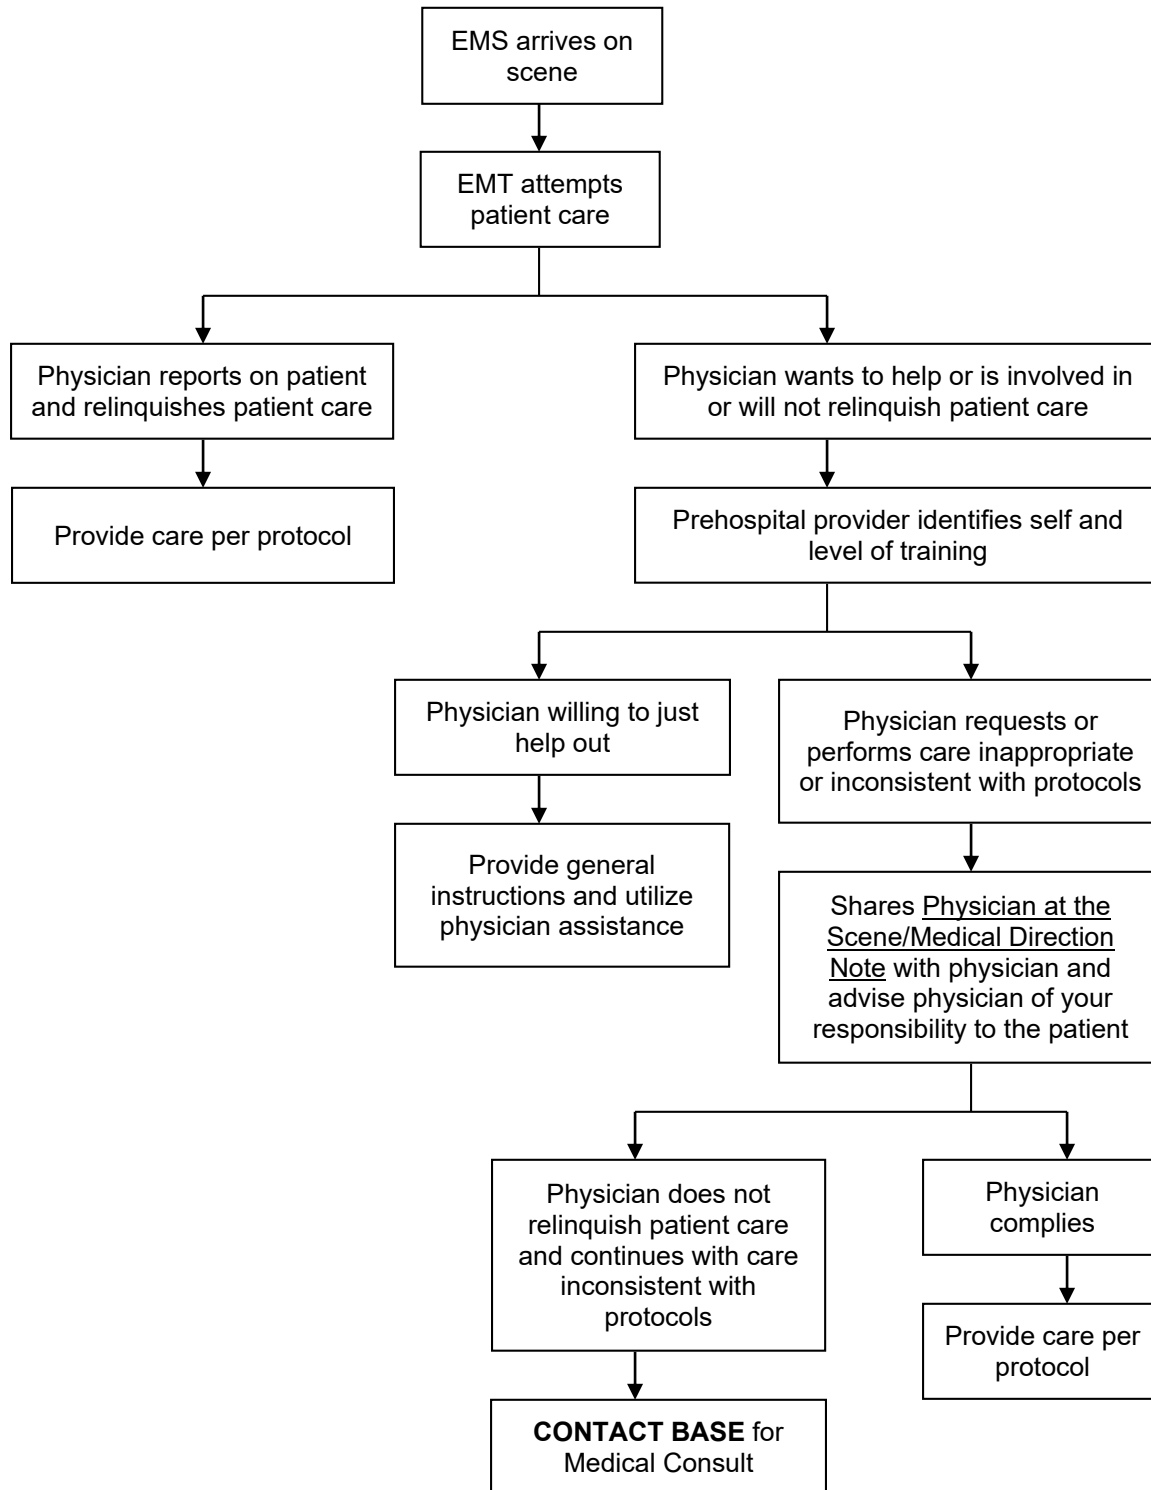 EMS arrives on
scene
EMT attempts
patient care
Physician reports on patient
and relinquishes patient care
Physician wants to help or is involved in
or will not relinquish patient care
Provide care per protocol
Prehospital provider identifies self and
level of training
Physician willing to just
help out
Physician requests or
performs care inappropriate
or inconsistent with protocols
Provide general
instructions and utilize
physician assistance
Shares Physician at the
Scene/Medical Direction
Note with physician and
advise physician of your
responsibility to the patient
Physician does not
relinquish patient care
and continues with care
inconsistent with
protocols
Physician
complies
Provide care per
protocol
CONTACT BASE for
Medical Consult